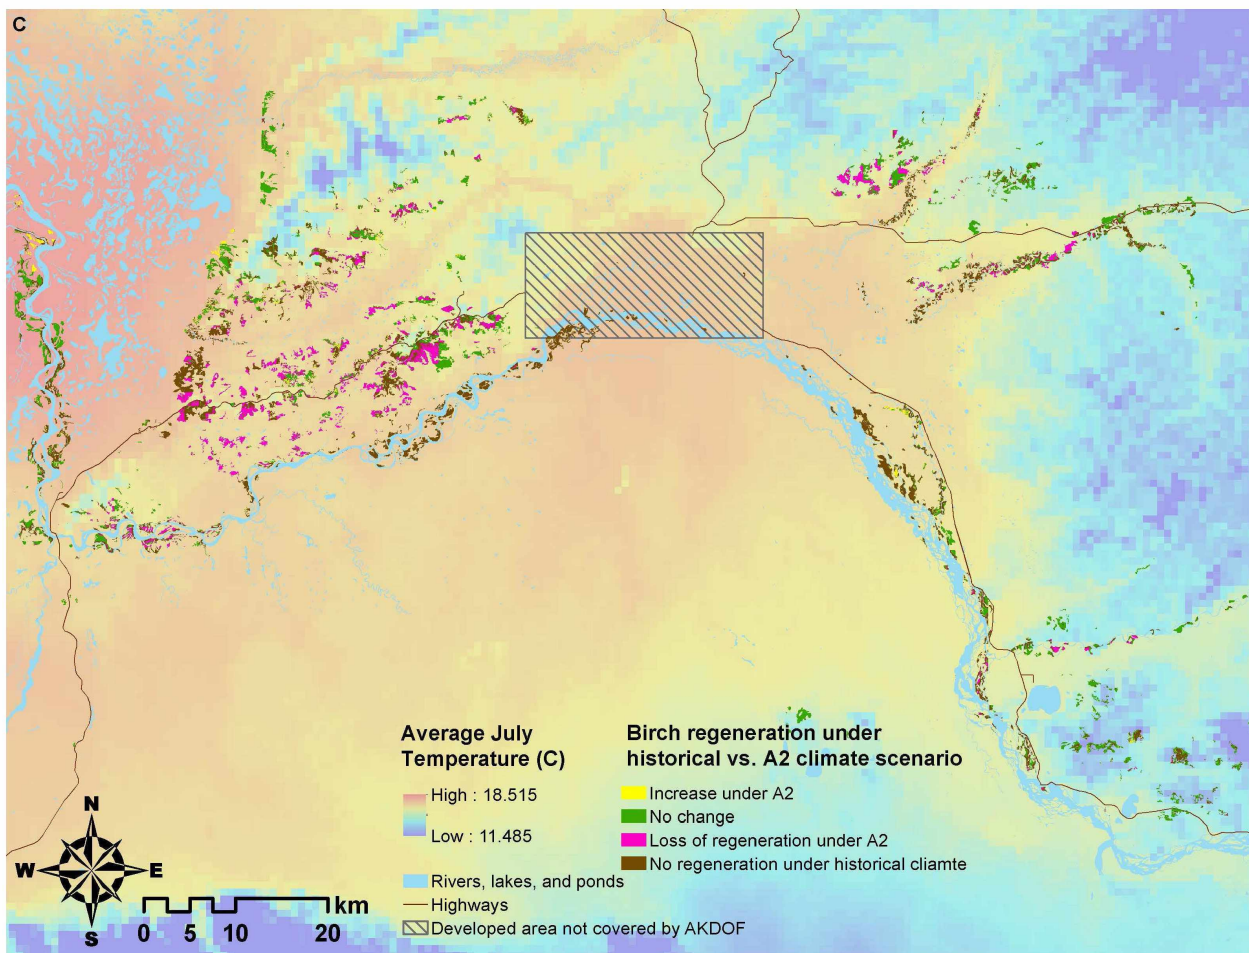 C
Average July
Temperature (C)
High : 18.515
Low : 11.485
Rivers, lakes, and ponds
Highways
Developed area not covered by AKDOF
Birch regeneration under
historical vs. A2 climate scenario
Increase under A2
No change
Loss of regeneration under A2
No regeneration under historical cliamte
N
W E
S
km
0 5 10 20